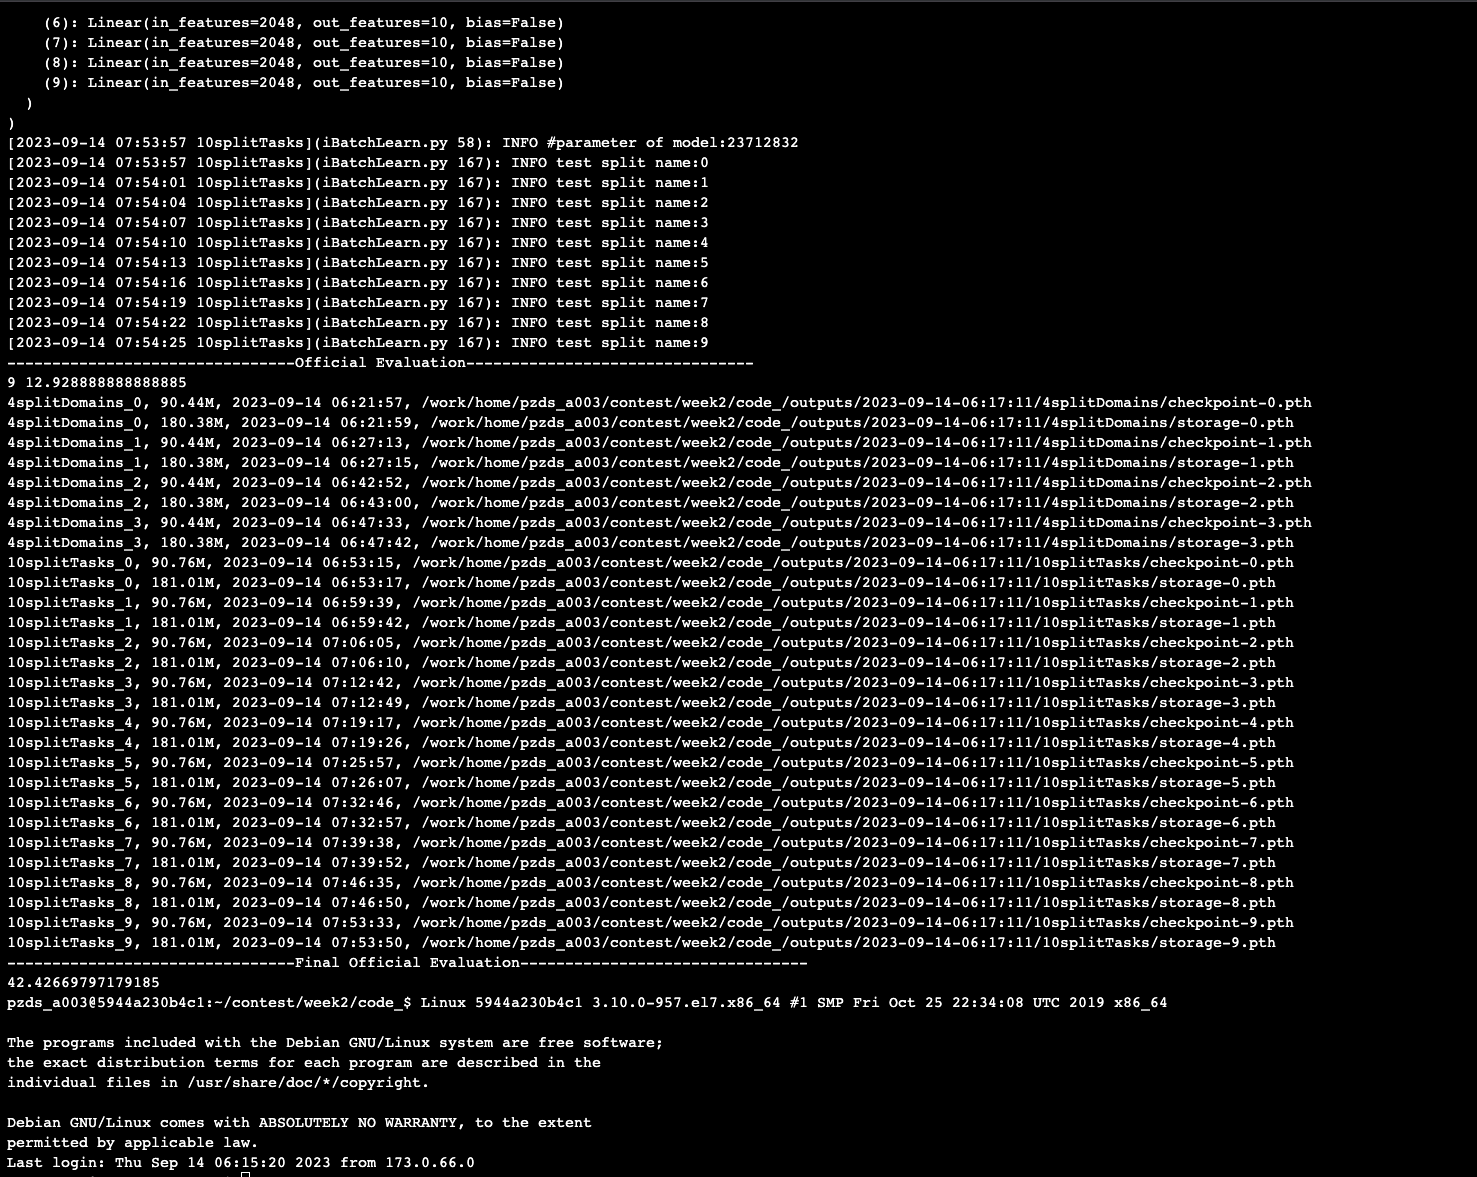 (6): Linear(in_features=2048, out_features=10, bias=False)
(7): Linear(in_features=2048, out_features=10, bias=False)
(8): Linear(in_features=2048, out_features=10, bias=False)
(9): Linear(in_features=2048, out_features=10, bias=False)
)
)
[2023-09-14 07:53:57 10splitTasks](iBatchLearn.py 58): INFO #parameter of model:23712832
[2023-09-14 07:53:57 10splitTasks](iBatchLearn.py 167): INFO test split name:0
[2023-09-14 07:54:01 10splitTasks](iBatchLearn.py 167): INFO test split name:1
[2023-09-14 07:54:04 10splitTasks](iBatchLearn.py 167): INFO test split name:2
[2023-09-14 07:54:07 10splitTasks](iBatchLearn.py 167): INFO test split name:3
[2023-09-14 07:54:10 10splitTasks](iBatchLearn.py 167): INFO test split name:4
[2023-09-14 07:54:13 10splitTasks](iBatchLearn.py 167): INFO test split name:5
[2023-09-14 07:54:16 10splitTasks](iBatchLearn.py 167): INFO test split name:6
[2023-09-14 07:54:19 10splitTasks](iBatchLearn.py 167): INFO test split name:7
[2023-09-14 07:54:22 10splitTasks](iBatchLearn.py 167): INFO test split name:8
[2023-09-14 07:54:25 10splitTasks](iBatchLearn.py 167): INFO test split name:9
--------------------------------Official Evaluation--------------------------------
9 12.928888888888885
4splitDomains_0, 90.44M, 2023-09-14 06:21:57, /work/home/pzds_a003/contest/week2/code_/outputs/2023-09-14-06:17:11/4splitDomains/checkpoint-0.pth
4splitDomains_0, 180.38M, 2023-09-14 06:21:59, /work/home/pzds_a003/contest/week2/code_/outputs/2023-09-14-06:17:11/4splitDomains/storage-0.pth
4splitDomains_1, 90.44M, 2023-09-14 06:27:13, /work/home/pzds_a003/contest/week2/code_/outputs/2023-09-14-06:17:11/4splitDomains/checkpoint-1.pth
4splitDomains_1, 180.38M, 2023-09-14 06:27:15, /work/home/pzds_a003/contest/week2/code_/outputs/2023-09-14-06:17:11/4splitDomains/storage-1.pth
4splitDomains_2, 90.44M, 2023-09-14 06:42:52, /work/home/pzds_a003/contest/week2/code_/outputs/2023-09-14-06:17:11/4splitDomains/checkpoint-2.pth
4splitDomains_2, 180.38M, 2023-09-14 06:43:00, /work/home/pzds_a003/contest/week2/code_/outputs/2023-09-14-06:17:11/4splitDomains/storage-2.pth
4splitDomains_3, 90.44M, 2023-09-14 06:47:33, /work/home/pzds_a003/contest/week2/code_/outputs/2023-09-14-06:17:11/4splitDomains/checkpoint-3.pth
4splitDomains_3, 180.38M, 2023-09-14 06:47:42, /work/home/pzds_a003/contest/week2/code_/outputs/2023-09-14-06:17:11/4splitDomains/storage-3.pth
10splitTasks_0, 90.76M, 2023-09-14 06:53:15, /work/home/pzds_a003/contest/week2/code_/outputs/2023-09-14-06:17:11/10splitTasks/checkpoint-0.pth
10splitTasks_0, 181.01M, 2023-09-14 06:53:17, /work/home/pzds_a003/contest/week2/code_/outputs/2023-09-14-06:17:11/10splitTasks/storage-0.pth
10splitTasks_1, 90.76M, 2023-09-14 06:59:39, /work/home/pzds_a003/contest/week2/code_/outputs/2023-09-14-06:17:11/10splitTasks/checkpoint-1.pth
10splitTasks_1, 181.01M, 2023-09-14 06:59:42, /work/home/pzds_a003/contest/week2/code_/outputs/2023-09-14-06:17:11/10splitTasks/storage-1.pth
10splitTasks_2, 90.76M, 2023-09-14 07:06:05, /work/home/pzds_a003/contest/week2/code_/outputs/2023-09-14-06:17:11/10splitTasks/checkpoint-2.pth
10splitTasks_2, 181.01M, 2023-09-14 07:06:10, /work/home/pzds_a003/contest/week2/code_/outputs/2023-09-14-06:17:11/10splitTasks/storage-2.pth
10splitTasks_3, 90.76M, 2023-09-14 07:12:42, /work/home/pzds_a003/contest/week2/code_/outputs/2023-09-14-06:17:11/10splitTasks/checkpoint-3.pth
10splitTasks_3, 181.01M, 2023-09-14 07:12:49, /work/home/pzds_a003/contest/week2/code_/outputs/2023-09-14-06:17:11/10splitTasks/storage-3.pth
10splitTasks_4, 90.76M, 2023-09-14 07:19:17, /work/home/pzds_a003/contest/week2/code_/outputs/2023-09-14-06:17:11/10splitTasks/checkpoint-4.pth
10splitTasks_4, 181.01M, 2023-09-14 07:19:26, /work/home/pzds_a003/contest/week2/code_/outputs/2023-09-14-06:17:11/10splitTasks/storage-4.pth
10splitTasks_5, 90.76M, 2023-09-14 07:25:57, /work/home/pzds_a003/contest/week2/code_/outputs/2023-09-14-06:17:11/10splitTasks/checkpoint-5.pth
10splitTasks_5, 181.01M, 2023-09-14 07:26:07, /work/home/pzds_a003/contest/week2/code_/outputs/2023-09-14-06:17:11/10splitTasks/storage-5.pth
10splitTasks_6, 90.76M, 2023-09-14 07:32:46, /work/home/pzds_a003/contest/week2/code_/outputs/2023-09-14-06:17:11/10splitTasks/checkpoint-6.pth
10splitTasks_6, 181.01M, 2023-09-14 07:32:57, /work/home/pzds_a003/contest/week2/code_/outputs/2023-09-14-06:17:11/10splitTasks/storage-6.pth
10splitTasks_7, 90.76M, 2023-09-14 07:39:38, /work/home/pzds_a003/contest/week2/code_/outputs/2023-09-14-06:17:11/10splitTasks/checkpoint-7.pth
10splitTasks_7, 181.01M, 2023-09-14 07:39:52, /work/home/pzds_a003/contest/week2/code_/outputs/2023-09-14-06:17:11/10splitTasks/storage-7.pth
10splitTasks_8, 90.76M, 2023-09-14 07:46:35, /work/home/pzds_a003/contest/week2/code_/outputs/2023-09-14-06:17:11/10splitTasks/checkpoint-8.pth
10splitTasks_8, 181.01M, 2023-09-14 07:46:50, /work/home/pzds_a003/contest/week2/code_/outputs/2023-09-14-06:17:11/10splitTasks/storage-8.pth
10splitTasks_9, 90.76M, 2023-09-14 07:53:33, /work/home/pzds_a003/contest/week2/code_/outputs/2023-09-14-06:17:11/10splitTasks/checkpoint-9.pth
10splitTasks_9, 181.01M, 2023-09-14 07:53:50, /work/home/pzds_a003/contest/week2/code_/outputs/2023-09-14-06:17:11/10splitTasks/storage-9.pth
--------------------------------Final Official Evaluation--------------------------------
42.42669797179185
pzds_a003@5944a230b4c1:~/contest/week2/code_$ Linux 5944a230b4c1 3.10.0-957.el7.x86_64 #1 SMP Fri Oct 25 22:34:08 UTC 2019 x86_64
The programs included with the Debian GNU/Linux system are free software;
the exact distribution terms for each program are described in the
individual files in /usr/share/doc/*/copyright.
Debian GNU/Linux comes with ABSOLUTELY NO WARRANTY, to the extent
permitted by applicable law.
Last login: Thu Sep 14 06:15:20 2023 from 173.0.66.0